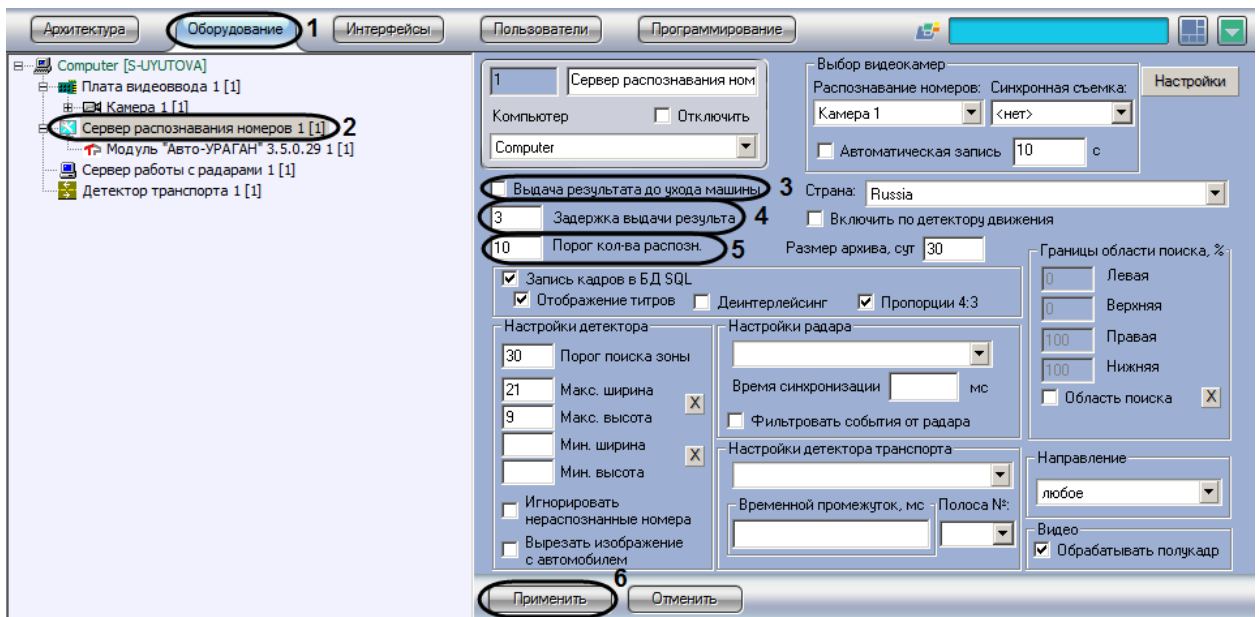 Архитектура
Оборудование
1
Интерфейсы
Пользователи
Программирование
Computer [S-UYUTOVA]
Плата видеоввода 1 [1]
Камера 1 [1]
Сервер распознавания номеров 1 [1]
2
Модуль "Авто-УРАГАН" 3.5.0.29 1 [1]
Сервер работы с радарами 1 [1]
Детектор транспорта 1 [1]
1
Сервер распознавания ном
Компьютер
Отключить
Computer
Выбор видеокамер
Распознавание номеров:
Синхронная съемка:
Камера 1
<нет>
Автоматическая запись
10
с
Настройки
Выдача результата до ухода машины
3
3
Задержка выдачи результа
4
10
Порог кол-ва распозн.
5
Страна:
Russia
Включить по детектору движения
Размер архива, сут
30
Запись кадров в БД SQL
Отображение титров
Деинтерлейсинг
Пропорции 4:3
Границы области поиска, %
0
Левая
0
Верхняя
100
Правая
100
Нижняя
Область поиска
X
Настройки детектора
30
Порог поиска зоны
21
Макс. ширина
9
Макс. высота
X
Мин. ширина
Мин. высота
X
Игнорировать
нераспознанные номера
Вырезать изображение
с автомобилем
Настройки радара
Время синхронизации
мс
Фильтровать события от радара
Настройки детектора транспорта
Временной промежуток, мс
Полоса №:
Направление
любое
Видео
Обрабатывать полукадр
6
Применить
Отменить